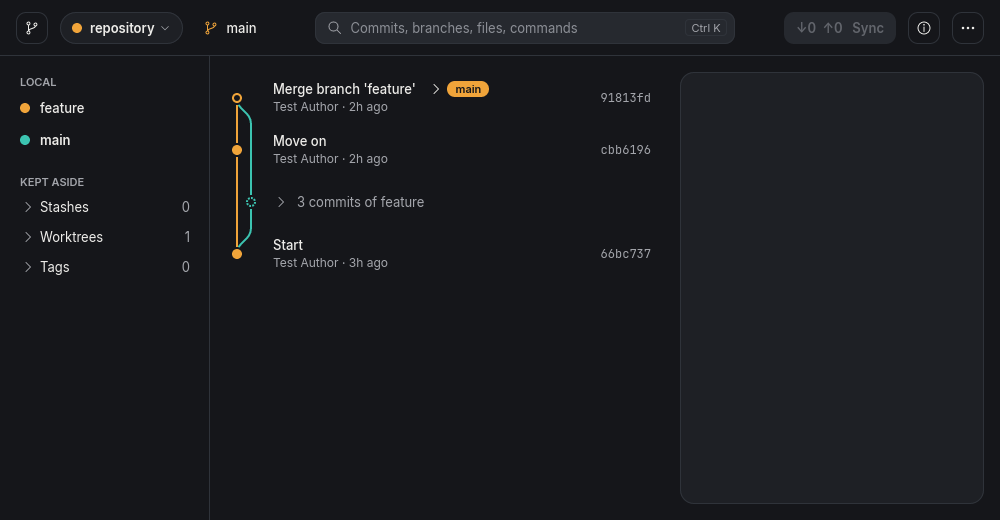 repository
main
Commits, branches, files, commands
Ctrl K
↓0 ↑0 Sync
LOCAL
feature
main
KEPT ASIDE
Stashes 0
Worktrees 1
Tags 0
Merge branch 'feature' main
Test Author · 2h ago
91813fd
Move on
Test Author · 2h ago
cbb6196
3 commits of feature
Start
Test Author · 3h ago
66bc737